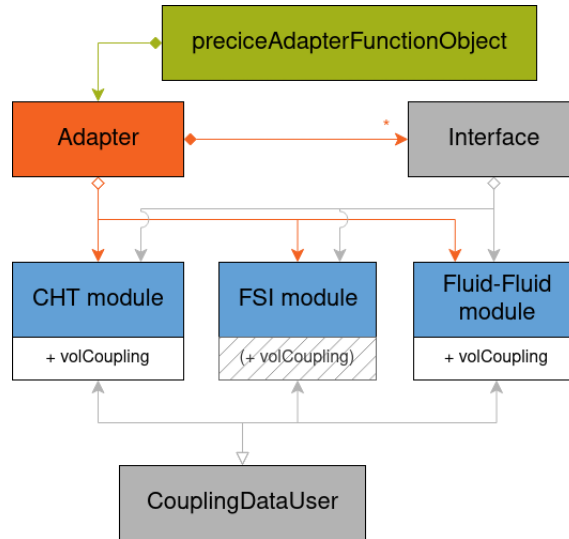 preciceAdapterFunctionObject
Adapter
*
Interface
CHT module
FSI module
Fluid-Fluid
module
+ volCoupling
(+ volCoupling)
+ volCoupling
CouplingDataUser